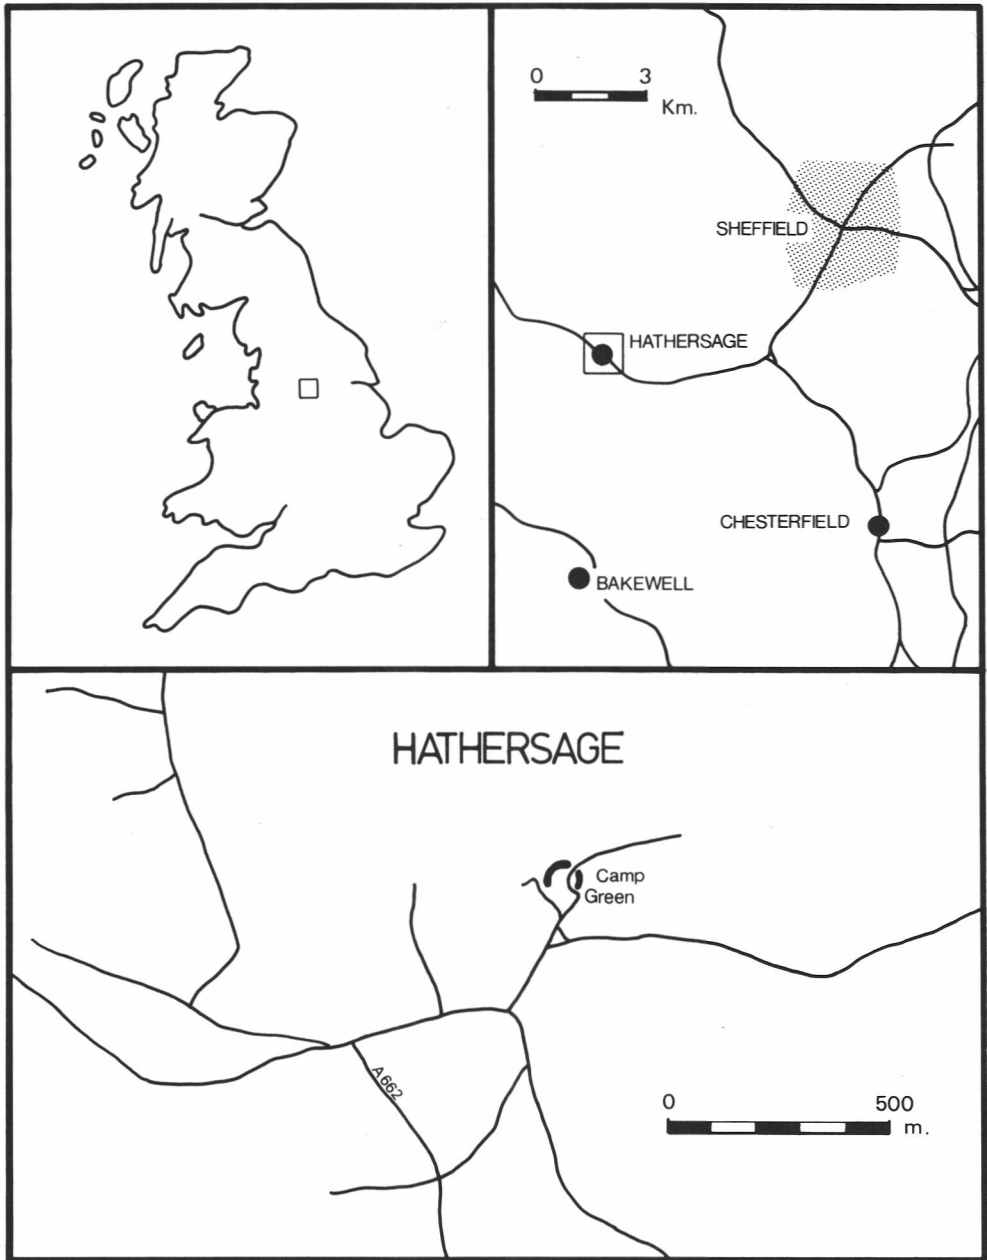 0 3
Km.
SHEFFIELD
HATHERSAGE
CHESTERFIELD
BAKEWELL
HATHERSAGE
Camp
Green
A662
0 500
m.